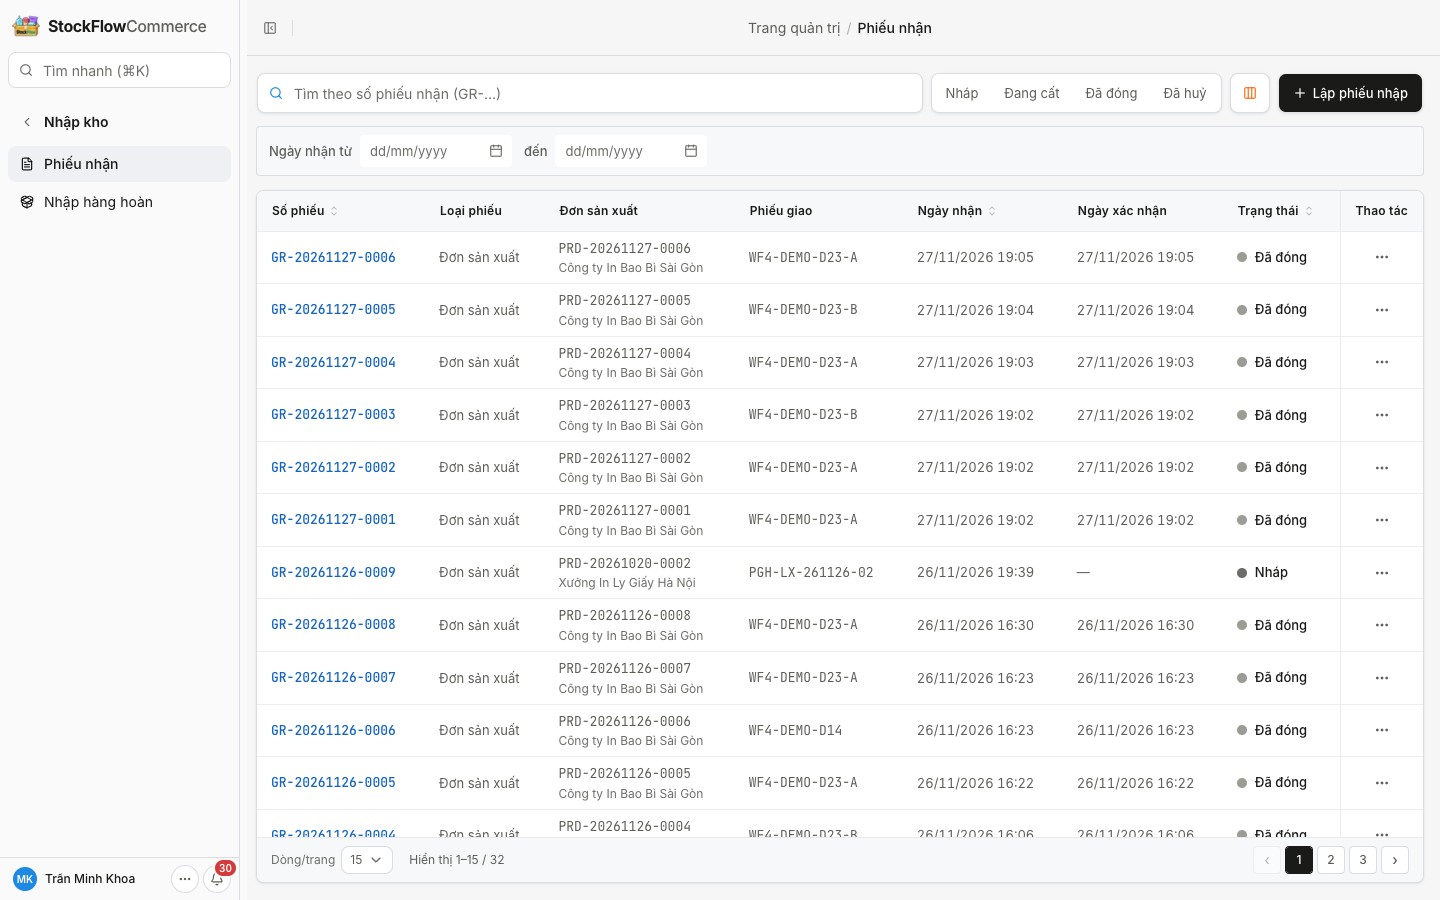 StockFlowCommerce
Tìm nhanh (⌘K)
Nhập kho
Phiếu nhận
Nhập hàng hoàn
Trang quản trị / Phiếu nhận
Tìm theo số phiếu nhận (GR-...)
Nháp Đang cất Đã đóng Đã huỷ
Lập phiếu nhập
Ngày nhận từ dd/mm/yyyy đến dd/mm/yyyy
Số phiếu Loại phiếu Đơn sản xuất Phiếu giao Ngày nhận Ngày xác nhận Trạng thái Thao tác
GR-20261127-0006 Đơn sản xuất PRD-20261127-0006 WF4-DEMO-D23-A 27/11/2026 19:05 27/11/2026 19:05 Đã đóng
Công ty In Bao Bì Sài Gòn
GR-20261127-0005 Đơn sản xuất PRD-20261127-0005 WF4-DEMO-D23-B 27/11/2026 19:04 27/11/2026 19:04 Đã đóng
Công ty In Bao Bì Sài Gòn
GR-20261127-0004 Đơn sản xuất PRD-20261127-0004 WF4-DEMO-D23-A 27/11/2026 19:03 27/11/2026 19:03 Đã đóng
Công ty In Bao Bì Sài Gòn
GR-20261127-0003 Đơn sản xuất PRD-20261127-0003 WF4-DEMO-D23-B 27/11/2026 19:02 27/11/2026 19:02 Đã đóng
Công ty In Bao Bì Sài Gòn
GR-20261127-0002 Đơn sản xuất PRD-20261127-0002 WF4-DEMO-D23-A 27/11/2026 19:02 27/11/2026 19:02 Đã đóng
Công ty In Bao Bì Sài Gòn
GR-20261127-0001 Đơn sản xuất PRD-20261127-0001 WF4-DEMO-D23-A 27/11/2026 19:02 27/11/2026 19:02 Đã đóng
Công ty In Bao Bì Sài Gòn
GR-20261126-0009 Đơn sản xuất PRD-20261020-0002 PGH-LX-261126-02 26/11/2026 19:39 — Nháp
Xưởng In Ly Giấy Hà Nội
GR-20261126-0008 Đơn sản xuất PRD-20261126-0008 WF4-DEMO-D23-A 26/11/2026 16:30 26/11/2026 16:30 Đã đóng
Công ty In Bao Bì Sài Gòn
GR-20261126-0007 Đơn sản xuất PRD-20261126-0007 WF4-DEMO-D23-A 26/11/2026 16:23 26/11/2026 16:23 Đã đóng
Công ty In Bao Bì Sài Gòn
GR-20261126-0006 Đơn sản xuất PRD-20261126-0006 WF4-DEMO-D14 26/11/2026 16:23 26/11/2026 16:23 Đã đóng
Công ty In Bao Bì Sài Gòn
GR-20261126-0005 Đơn sản xuất PRD-20261126-0005 WF4-DEMO-D23-A 26/11/2026 16:22 26/11/2026 16:22 Đã đóng
Công ty In Bao Bì Sài Gòn
GR-20261126-0004 Đơn sản xuất PRD-20261126-0004 WF4-DEMO-D23-B 26/11/2026 16:06 26/11/2026 16:06 Đã đóng
Dòng/trang 15 Hiển thị 1–15 / 32 1 2 3
MK Trần Minh Khoa 30